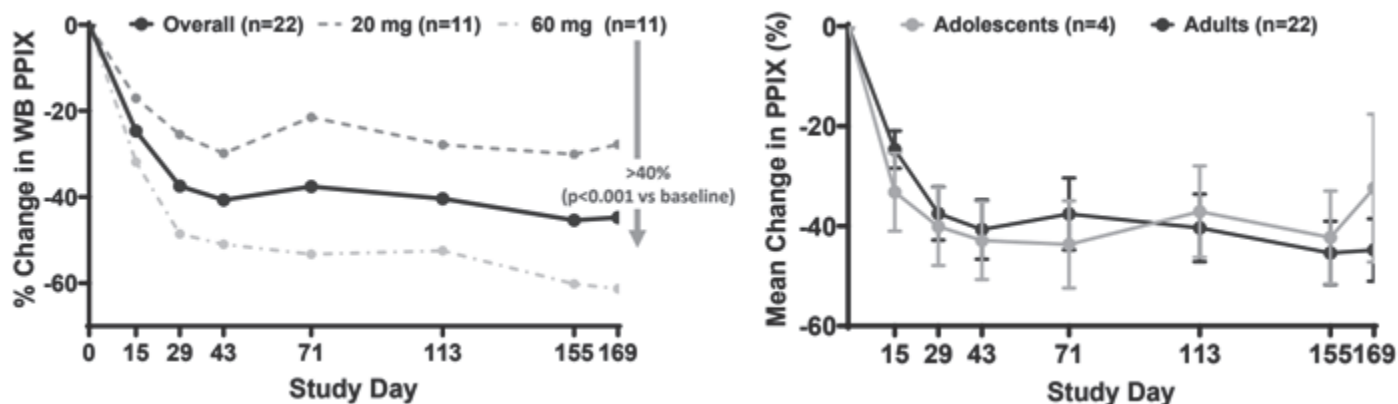 Overall (n=22) 20 mg (n=11) 60 mg (n=11)
% Change in WB PPIX
0
-20
-40
-60
>40%
(p<0.001 vs baseline)
0 15 29 43 71 113 155 169
Study Day
Adolescents (n=4) Adults (n=22)
Mean Change in PPIX (%)
0
-20
-40
-60
15 29 43 71 113 155 169
Study Day